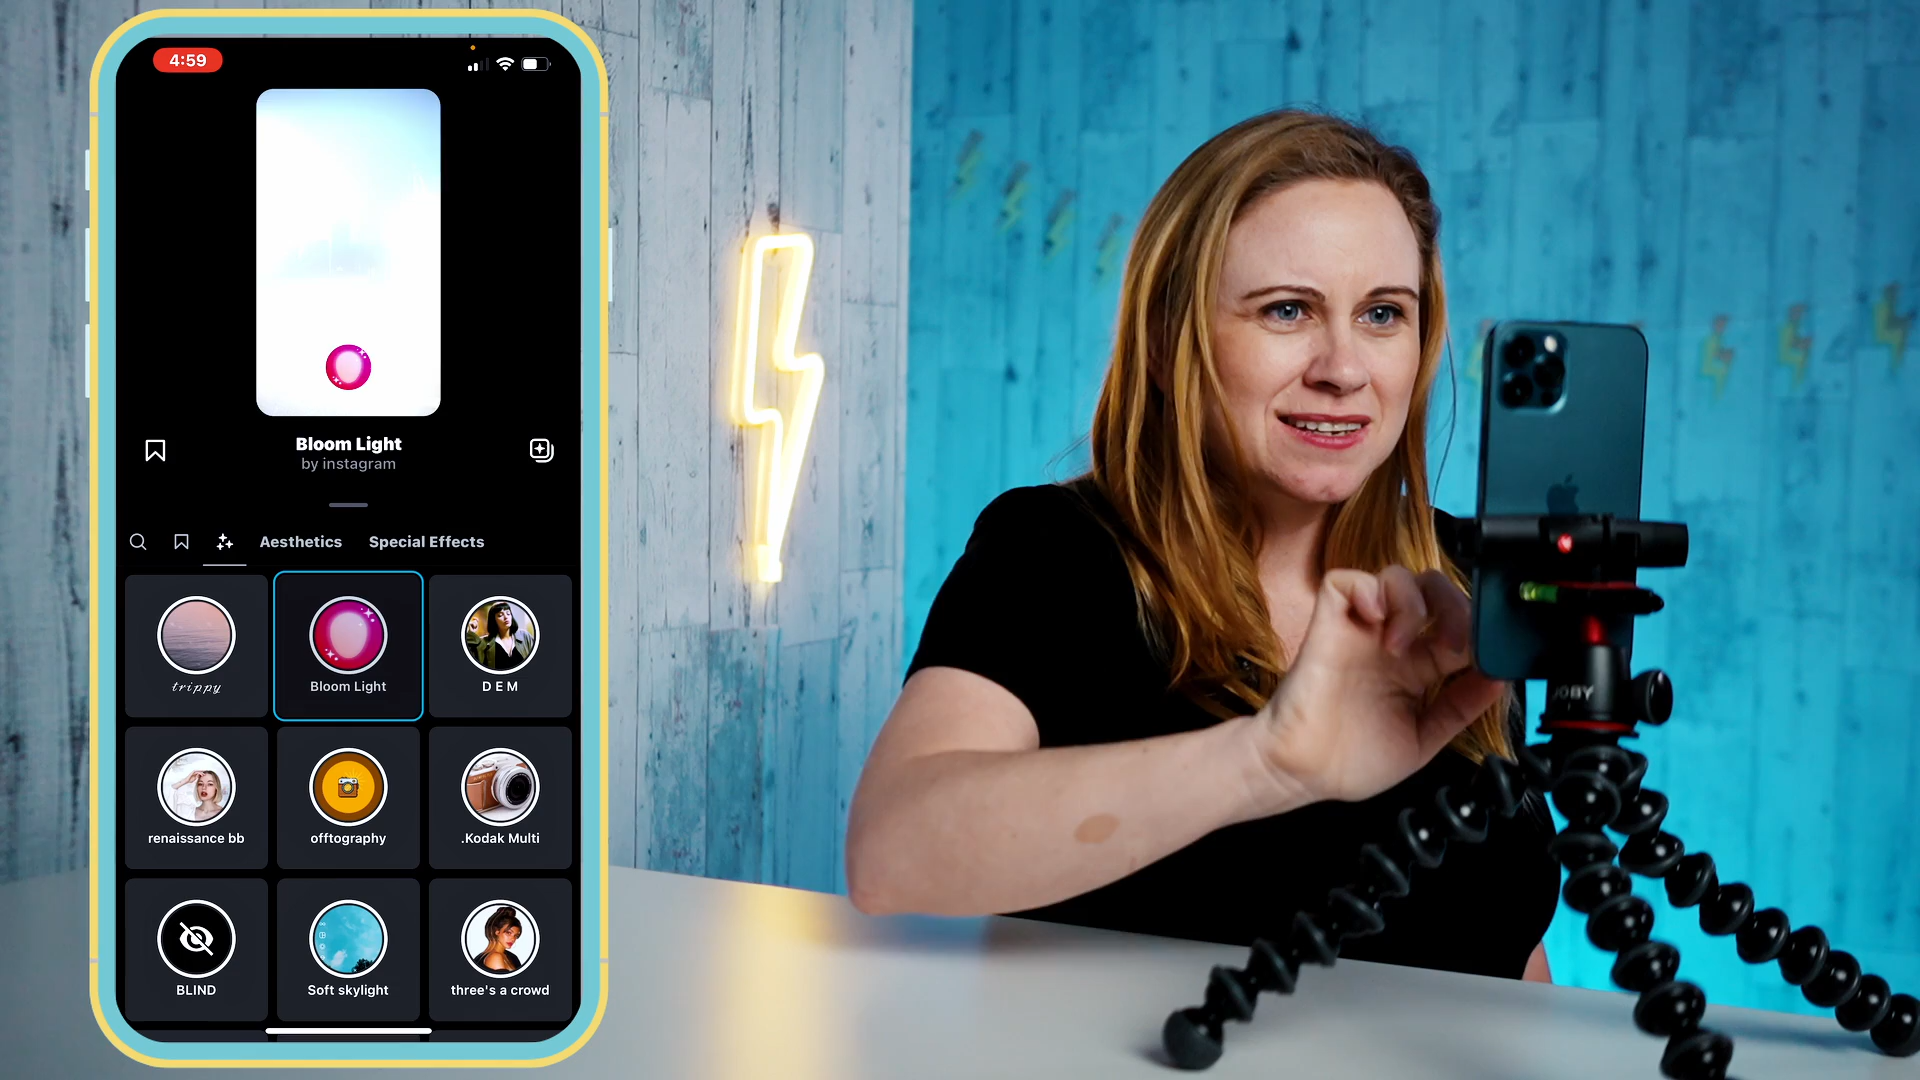 4:59
Bloom Light
by instagram
Aesthetics
Special Effects
trippy
Bloom Light
D E M
renaissance bb
offtography
.Kodak Multi
BLIND
Soft skylight
three's a crowd
JOBY